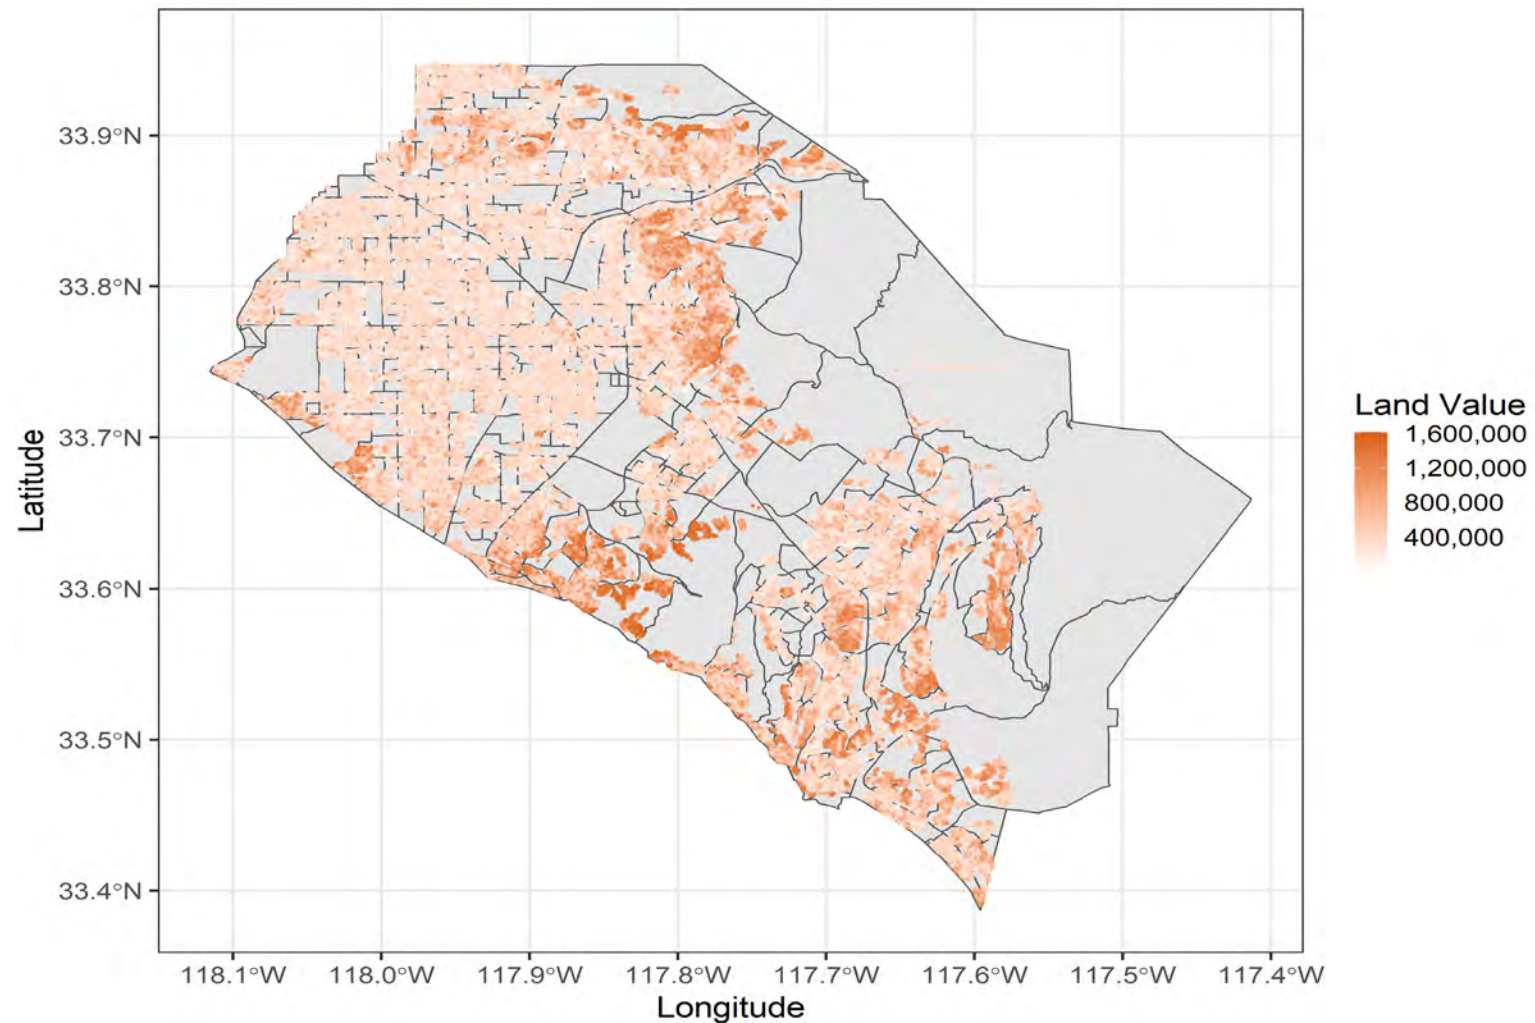 33.9°N
33.8°N
33.7°N
33.6°N
33.5°N
33.4°N
Latitude
118.1°W 118.0°W 117.9°W 117.8°W 117.7°W 117.6°W 117.5°W 117.4°W
Longitude
Land Value
1,600,000
1,200,000
800,000
400,000